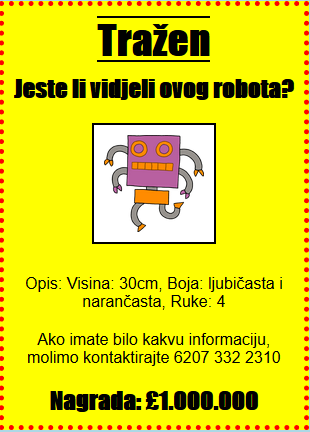 Tražen
Jeste li vidjeli ovog robota?
Opis: Visina: 30cm, Boja: ljubičasta i
narančasta, Ruke: 4
Ako imate bilo kakvu informaciju,
molimo kontaktirajte 6207 332 2310
Nagrada: £1.000.000